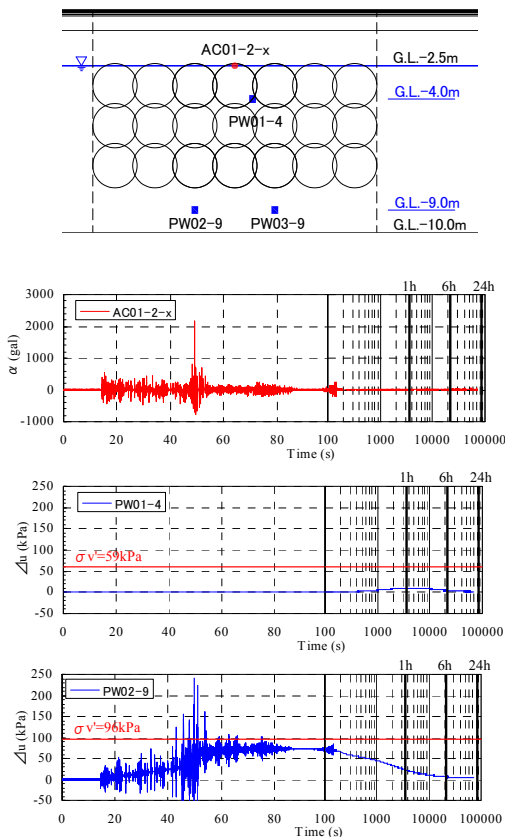 AC01-2-x
G.L.-2.5m
G.L.-4.0m
PW01-4
G.L.-9.0m
PW02-9
PW03-9
G.L.-10.0m
1h 6h 24h
3000
2000
1000
0
-1000
α (gal)
AC01-2-x
0 20 40 60 80 100 1000 10000 100000
Time (s)
1h 6h 24h
250
200
150
100
50
0
50
⊿u (kPa)
PW01-4
σv'=59kPa
0 20 40 60 80 100 1000 10000 100000
Time (s)
1h 6h 24h
250
200
150
100
50
0
50
⊿u (kPa)
PW02-9
σv'=96kPa
0 20 40 60 80 100 1000 10000 100000
Time (s)